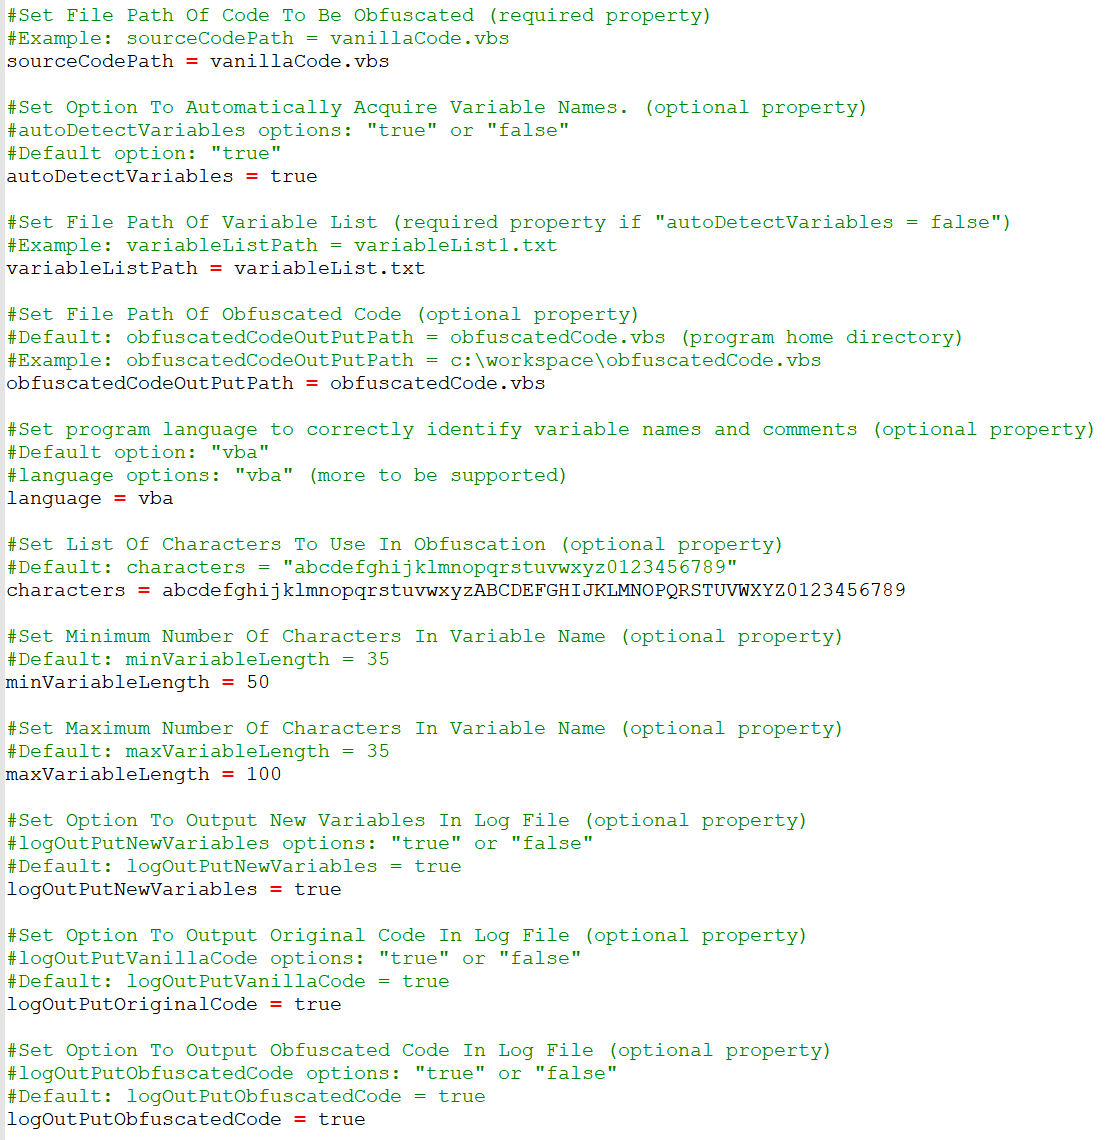 #Set File Path Of Code To Be Obfuscated (required property)
#Example: sourceCodePath = vanillaCode.vbs
sourceCodePath = vanillaCode.vbs
#Set Option To Automatically Acquire Variable Names. (optional property)
#autoDetectVariables options: "true" or "false"
#Default option: "true"
autoDetectVariables = true
#Set File Path Of Variable List (required property if "autoDetectVariables = false")
#Example: variableListPath = variableList1.txt
variableListPath = variableList.txt
#Set File Path Of Obfuscated Code (optional property)
#Default: obfuscatedCodeOutPutPath = obfuscatedCode.vbs (program home directory)
#Example: obfuscatedCodeOutPutPath = c:\workspace\obfuscatedCode.vbs
obfuscatedCodeOutPutPath = obfuscatedCode.vbs
#Set program language to correctly identify variable names and comments (optional property)
#Default option: "vba"
#language options: "vba" (more to be supported)
language = vba
#Set List Of Characters To Use In Obfuscation (optional property)
#Default: characters = "abcdefghijklmnopqrstuvwxyz0123456789"
characters = abcdefghijklmnopqrstuvwxyzABCDEFGHIJKLMNOPQRSTUVWXYZ0123456789
#Set Minimum Number Of Characters In Variable Name (optional property)
#Default: minVariableLength = 35
minVariableLength = 50
#Set Maximum Number Of Characters In Variable Name (optional property)
#Default: maxVariableLength = 35
maxVariableLength = 100
#Set Option To Output New Variables In Log File (optional property)
#logOutPutNewVariables options: "true" or "false"
#Default: logOutPutNewVariables = true
logOutPutNewVariables = true
#Set Option To Output Original Code In Log File (optional property)
#logOutPutVanillaCode options: "true" or "false"
#Default: logOutPutVanillaCode = true
logOutPutOriginalCode = true
#Set Option To Output Obfuscated Code In Log File (optional property)
#logOutPutObfuscatedCode options: "true" or "false"
#Default: logOutPutObfuscatedCode = true
logOutPutObfuscatedCode = true